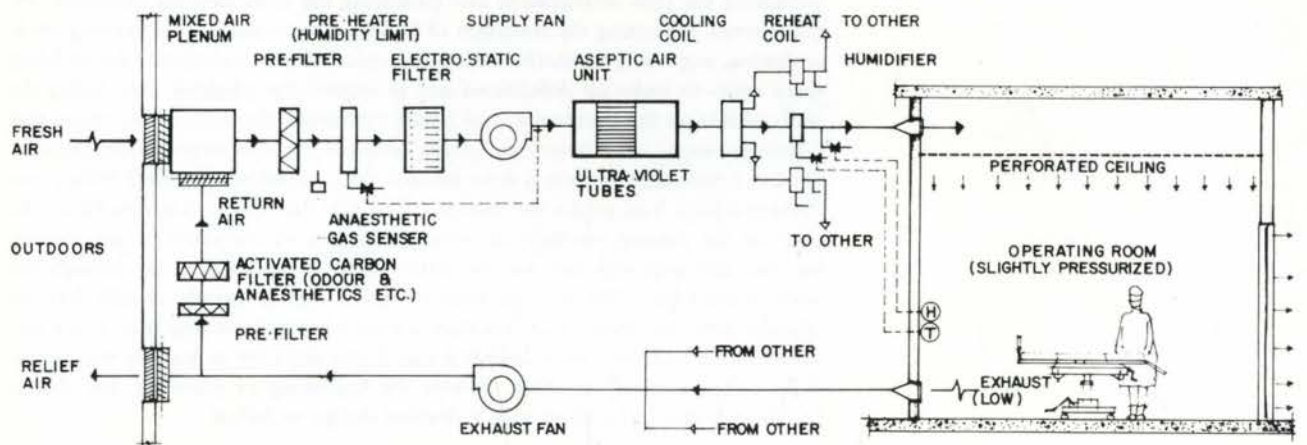 MIXED AIR
PLENUM
PRE-HEATER
(HUMIDITY LIMIT)
SUPPLY FAN
COOLING
COIL
REHEAT
COIL
TO OTHER
PRE-FILTER
ELECTRO-STATIC
FILTER
ASEPTIC AIR
UNIT
HUMIDIFIER
FRESH
AIR
PERFORATED CEILING
ULTRA-VIOLET
TUBES
RETURN
AIR
ANAESTHETIC
GAS SENSER
TO OTHER
OUTDOORS
ACTIVATED CARBON
FILTER (ODOUR &
ANAESTHETICS ETC.)
OPERATING ROOM
(SLIGHTLY PRESSURIZED)
H
T
PRE-FILTER
RELIEF
AIR
FROM OTHER
EXHAUST
(LOW)
EXHAUST FAN
FROM OTHER